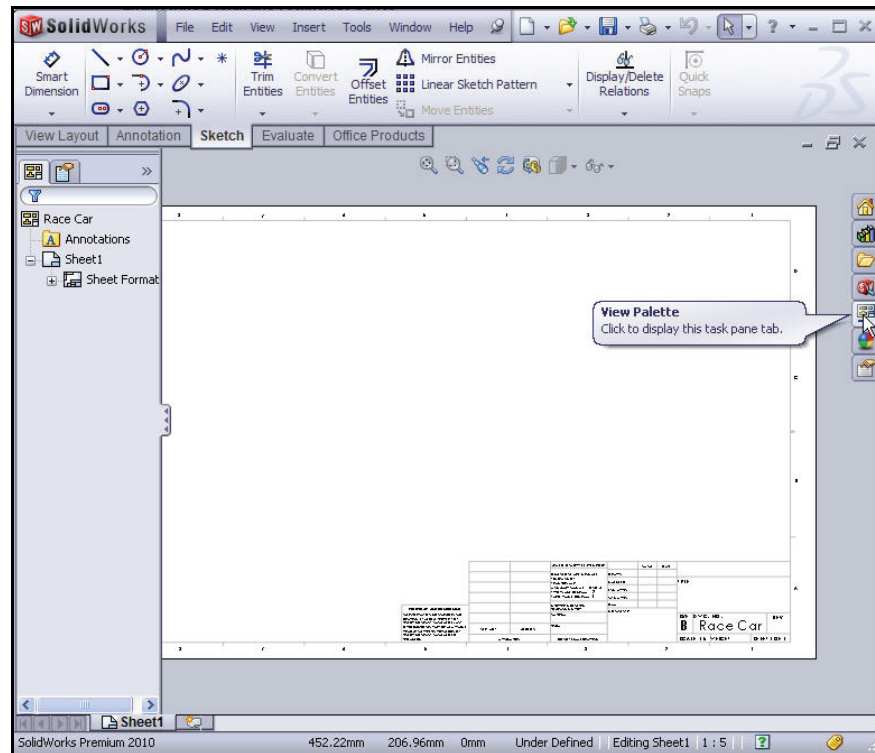 SolidWorks File Edit View Insert Tools Window Help
Smart Dimension
Trim Entities
Convert Entities
Offset Entities
Mirror Entities
Linear Sketch Pattern
Move Entities
Display/Delete Relations
Quick Snaps
View Layout Annotation Sketch Evaluate Office Products
Race Car
Annotations
Sheet1
Sheet Format
View Palette
Click to display this task pane tab.
B Race Car
Sheet1
SolidWorks Premium 2010 452.22mm 206.96mm 0mm Under Defined Editing Sheet1 1 : 5